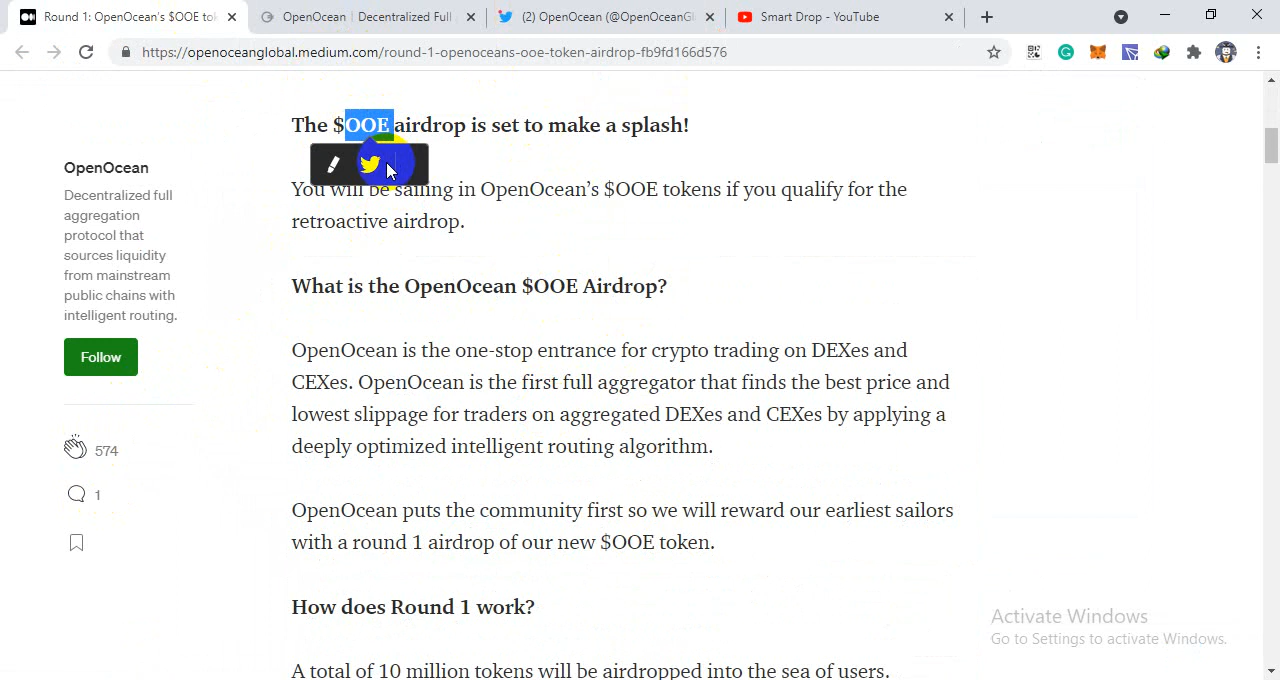 Round 1: OpenOcean's $OOE tok
OpenOcean | Decentralized Full
(2) OpenOcean (@OpenOceanGl
Smart Drop - YouTube
https://openoceanglobal.medium.com/round-1-openoceans-ooe-token-airdrop-fb9fd166d576
The $OOE airdrop is set to make a splash!
You will be sailing in OpenOcean's $OOE tokens if you qualify for the
retroactive airdrop.
What is the OpenOcean $OOE Airdrop?
OpenOcean is the one-stop entrance for crypto trading on DEXes and
CEXes. OpenOcean is the first full aggregator that finds the best price and
lowest slippage for traders on aggregated DEXes and CEXes by applying a
deeply optimized intelligent routing algorithm.
OpenOcean puts the community first so we will reward our earliest sailors
with a round 1 airdrop of our new $OOE token.
How does Round 1 work?
A total of 10 million tokens will be airdropped into the sea of users.
OpenOcean
Decentralized full
aggregation
protocol that
sources liquidity
from mainstream
public chains with
intelligent routing.
Follow
574
1
Activate Windows
Go to Settings to activate Windows.